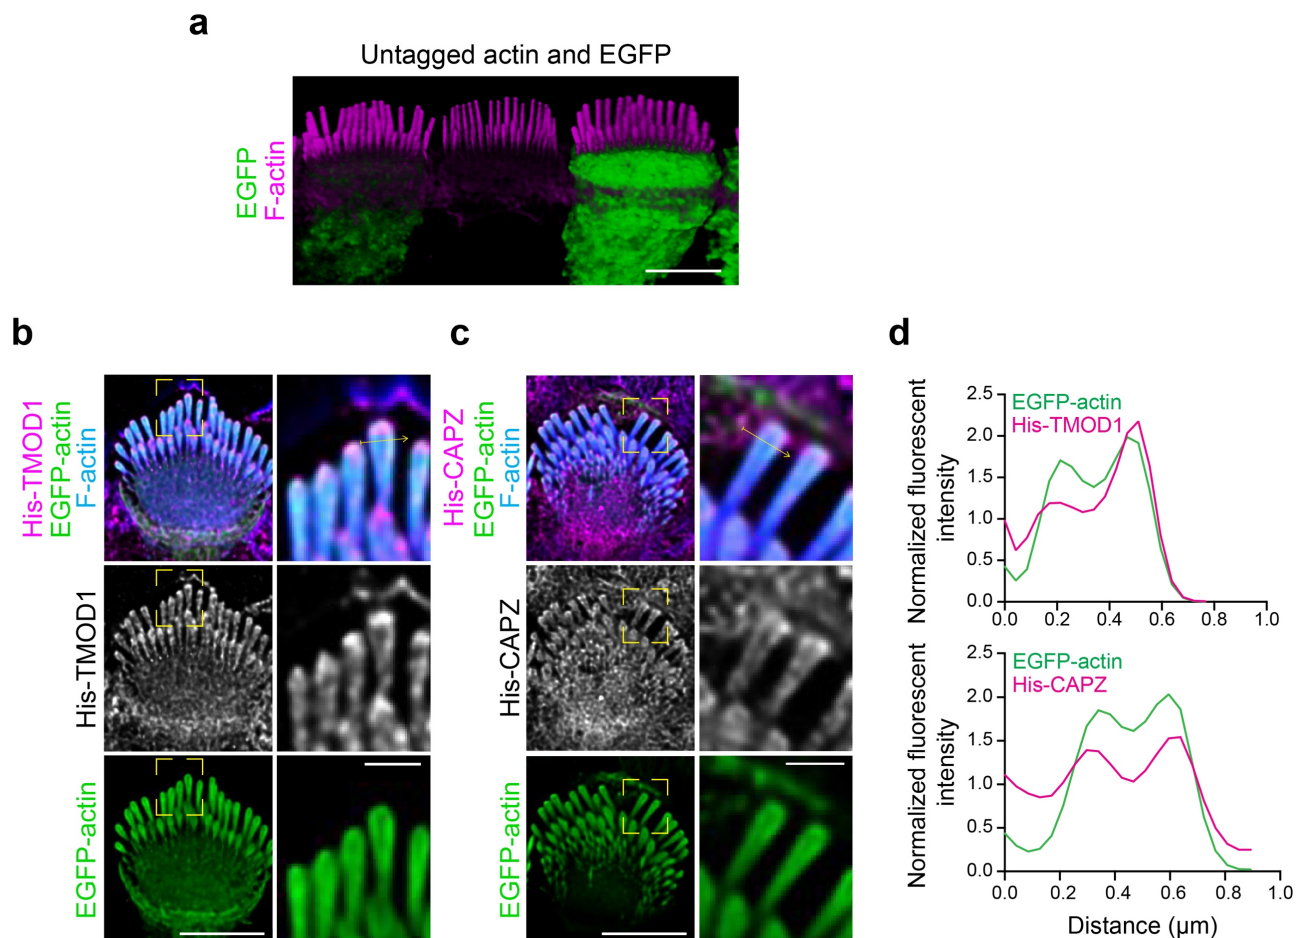 a
Untagged actin and EGFP
EGFP
F-actin
b
His-TMOD1
EGFP-actin
F-actin
His-TMOD1
EGFP-actin
c
His-CAPZ
EGFP-actin
F-actin
His-CAPZ
EGFP-actin
d
Normalized fluorescent
intensity
2.5
2.0
1.5
1.0
0.5
0.0
EGFP-actin
His-TMOD1
0.0 0.2 0.4 0.6 0.8 1.0
Normalized fluorescent
intensity
2.5
2.0
1.5
1.0
0.5
0.0
EGFP-actin
His-CAPZ
0.0 0.2 0.4 0.6 0.8 1.0
Distance (μm)